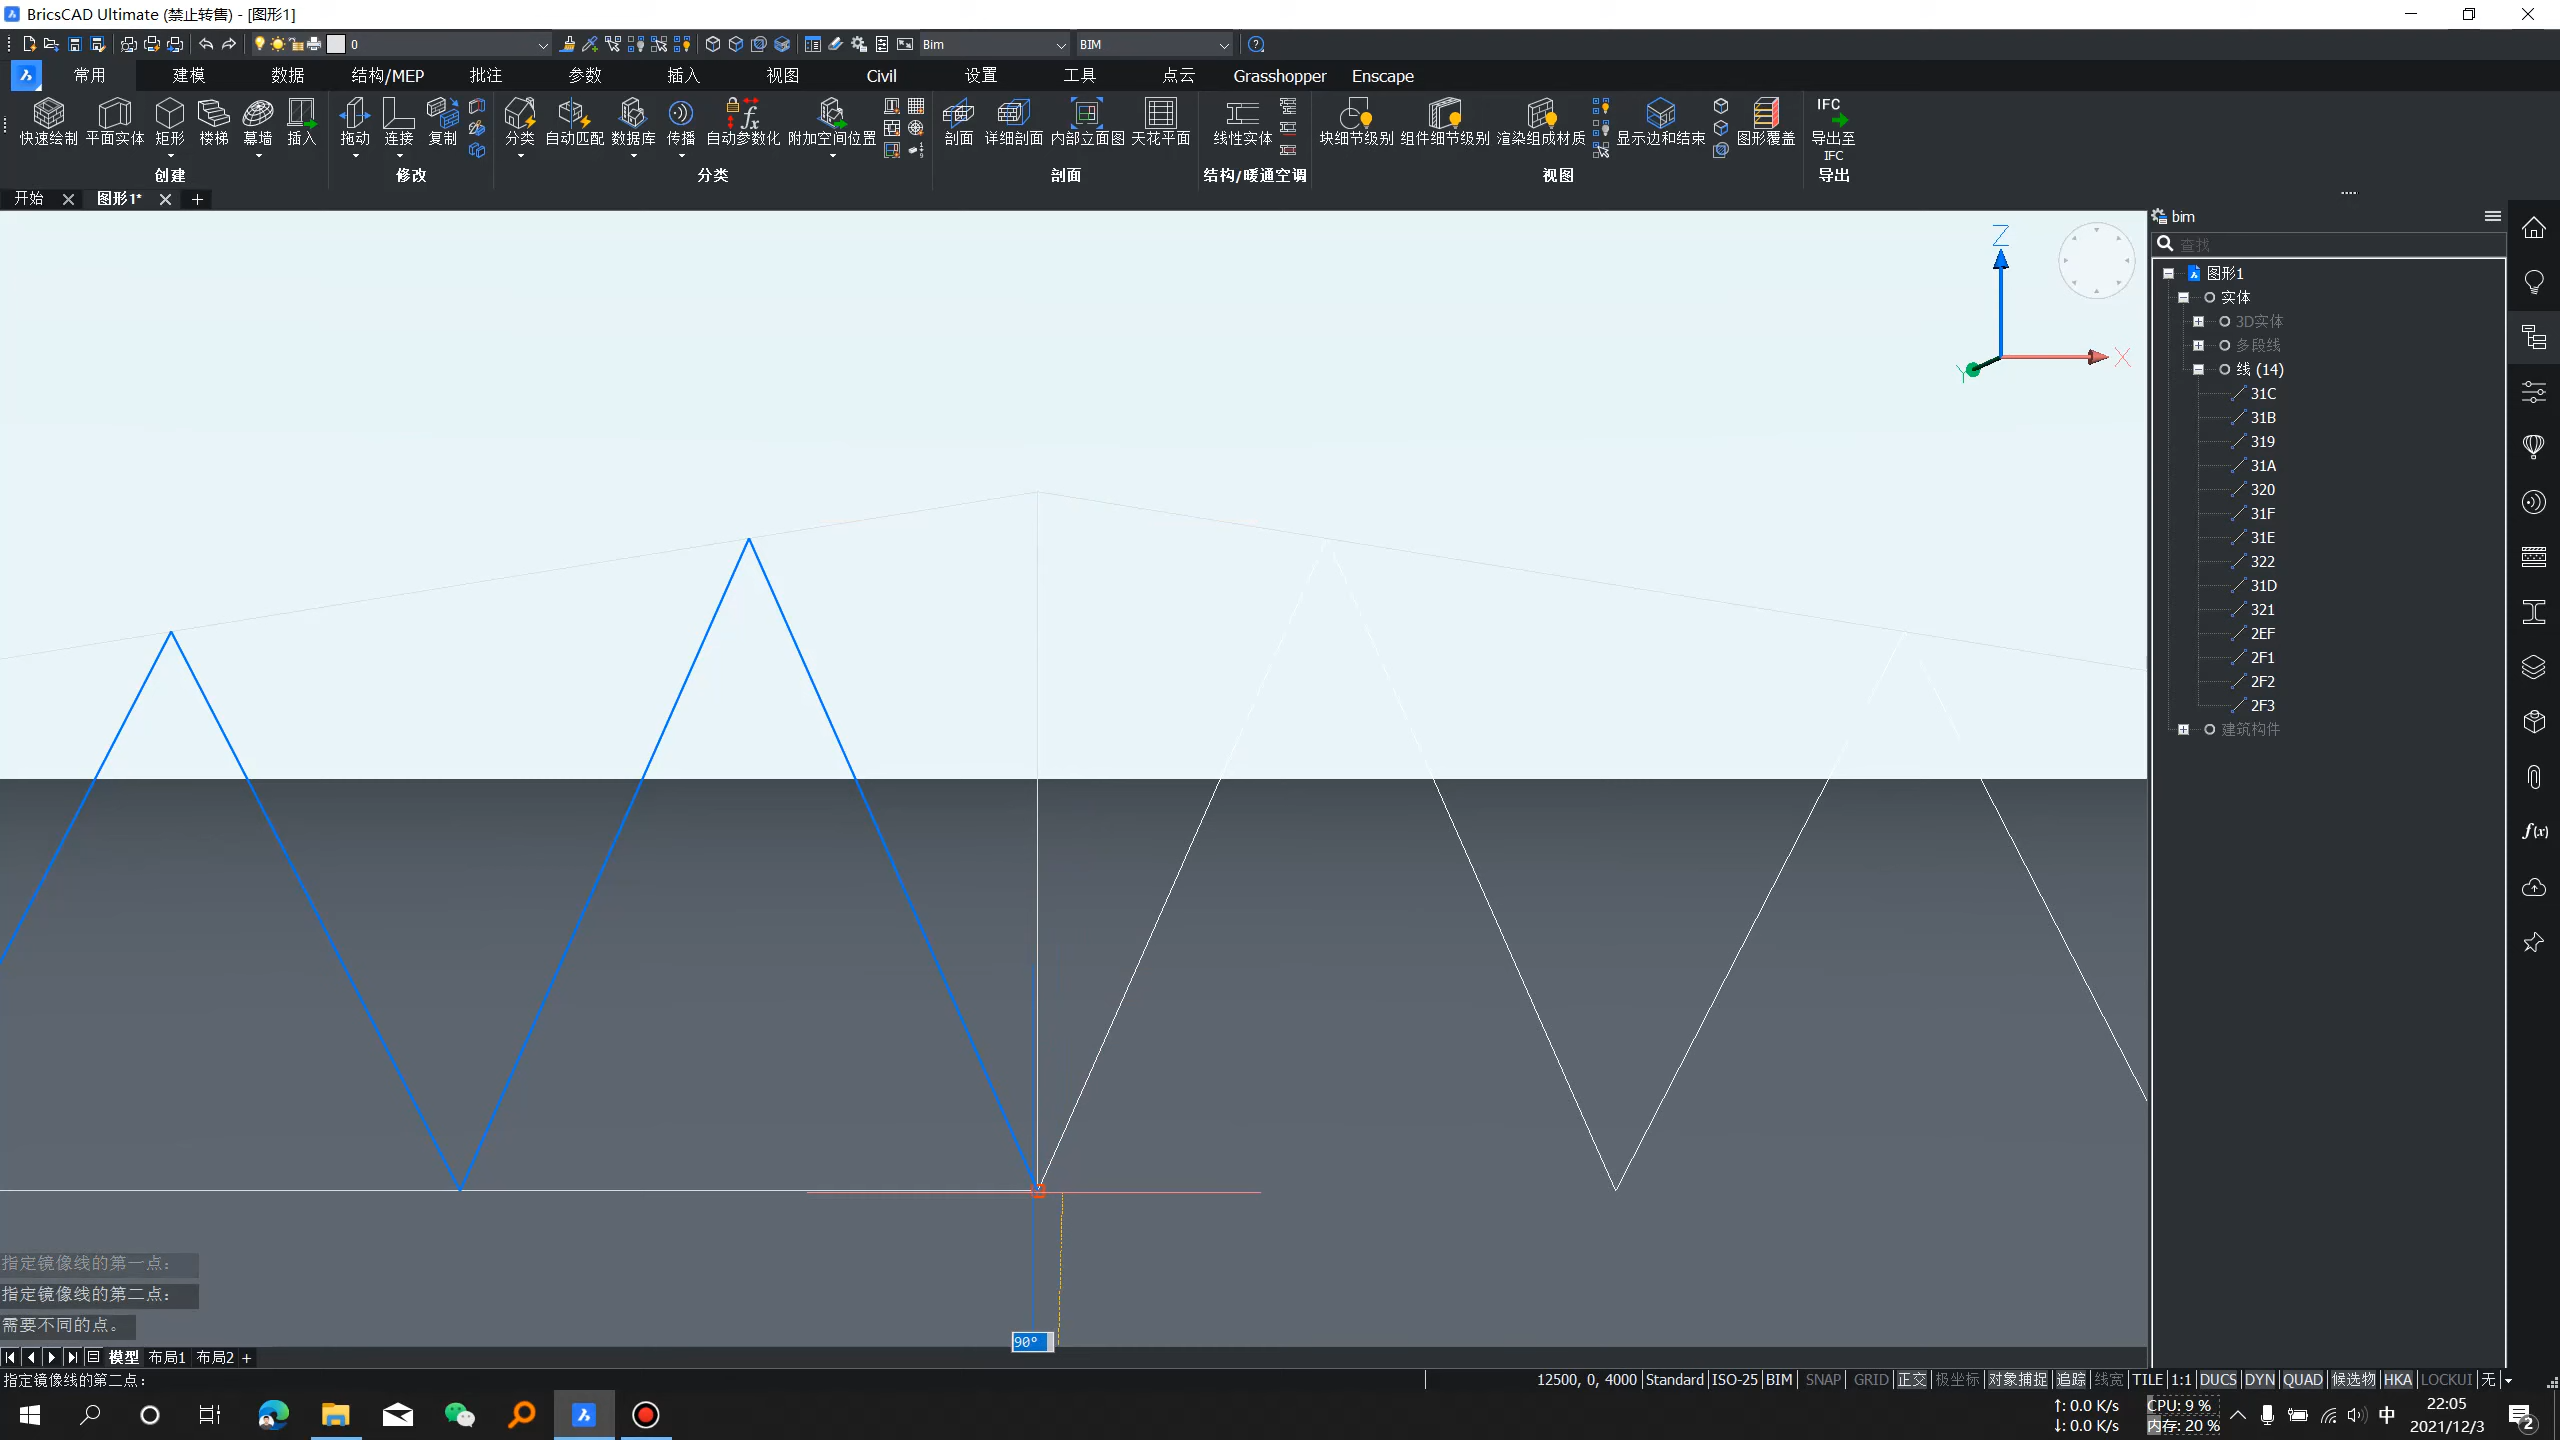 BricsCAD Ultimate (禁止转售) - [图形1]
0 Bim BIM
常用 建模 数据 结构/MEP 批注 参数 插入 视图 Civil 设置 工具 点云 Grasshopper Enscape
快速绘制 平面实体 矩形 楼梯 幕墙 插入 拖动 连接 复制 分类 自动匹配 数据库 传播 自动参数化 附加空间位置 剖面 详细剖面 内部立面图 天花平面 线性实体 块细节级别 组件细节级别 渲染组成材质 显示边和结束 图形覆盖 IFC 导出至 IFC
创建 修改 分类 剖面 结构/暖通空调 视图 导出
开始 图形1* +
bim
查找
图形1
实体
3D实体
多段线
线 (14)
31C
31B
319
31A
320
31F
31E
322
31D
321
2EF
2F1
2F2
2F3
建筑构件
Z
X
Y
f(x)
指定镜像线的第一点:
指定镜像线的第二点:
需要不同的点。
90°
模型 布局1 布局2 +
指定镜像线的第二点:
12500, 0, 4000 Standard ISO-25 BIM SNAP GRID 正交 极坐标 对象捕捉 追踪 线宽 TILE 1:1 DUCS DYN QUAD 候选物 HKA LOCKUI 无
↑: 0.0 K/s
↓: 0.0 K/s
CPU: 9 %
内存: 20 %
中
22:05
2021/12/3
2